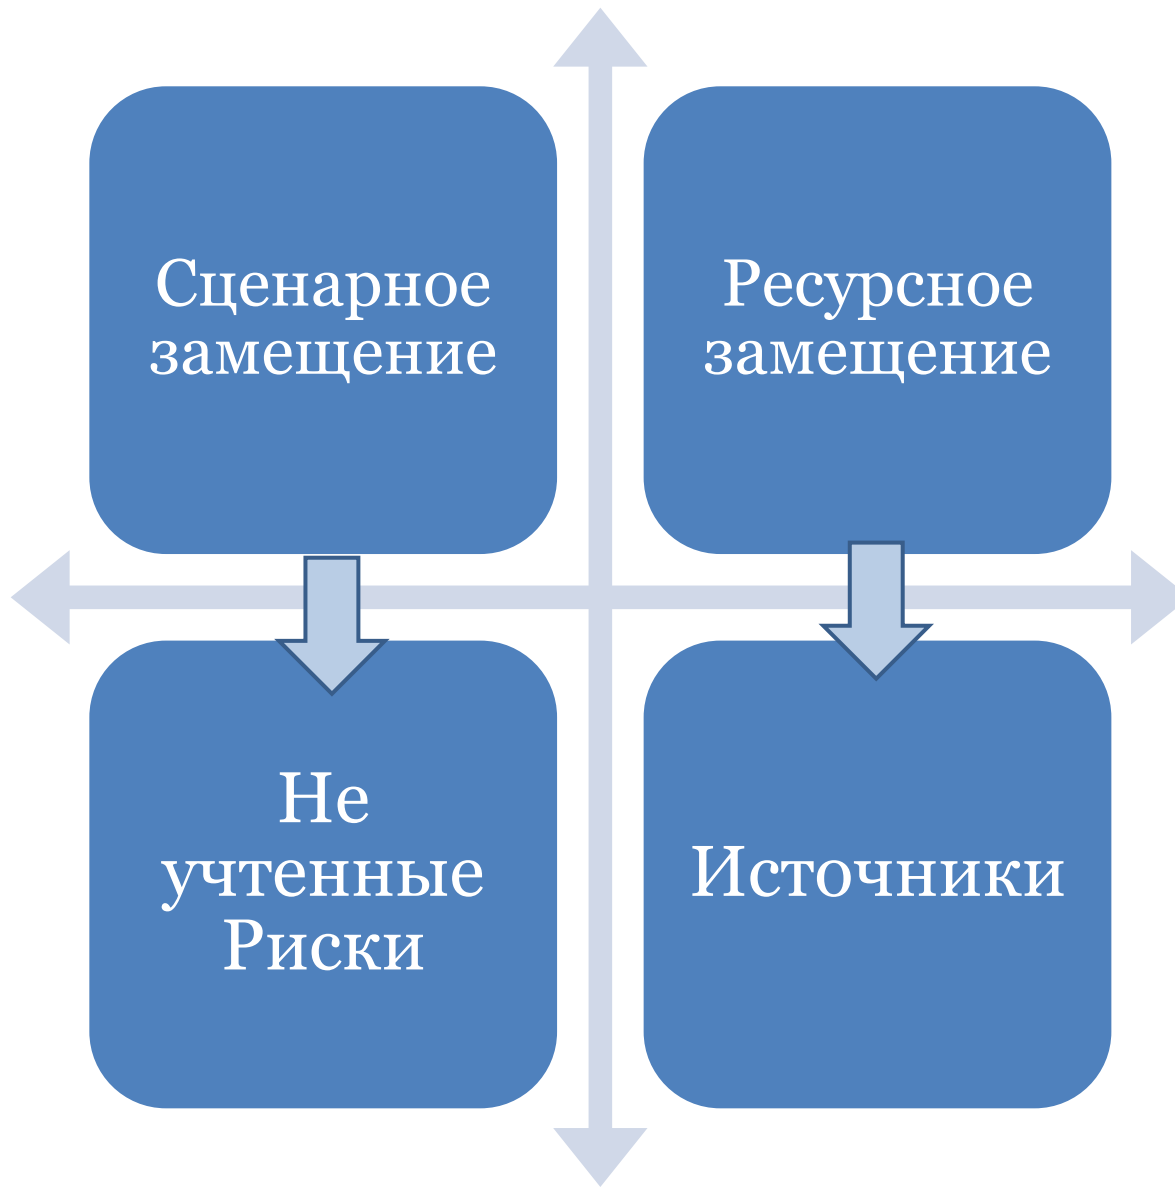 Сценарное
замещение
Ресурсное
замещение
Не
учтенные
Риски
Источники